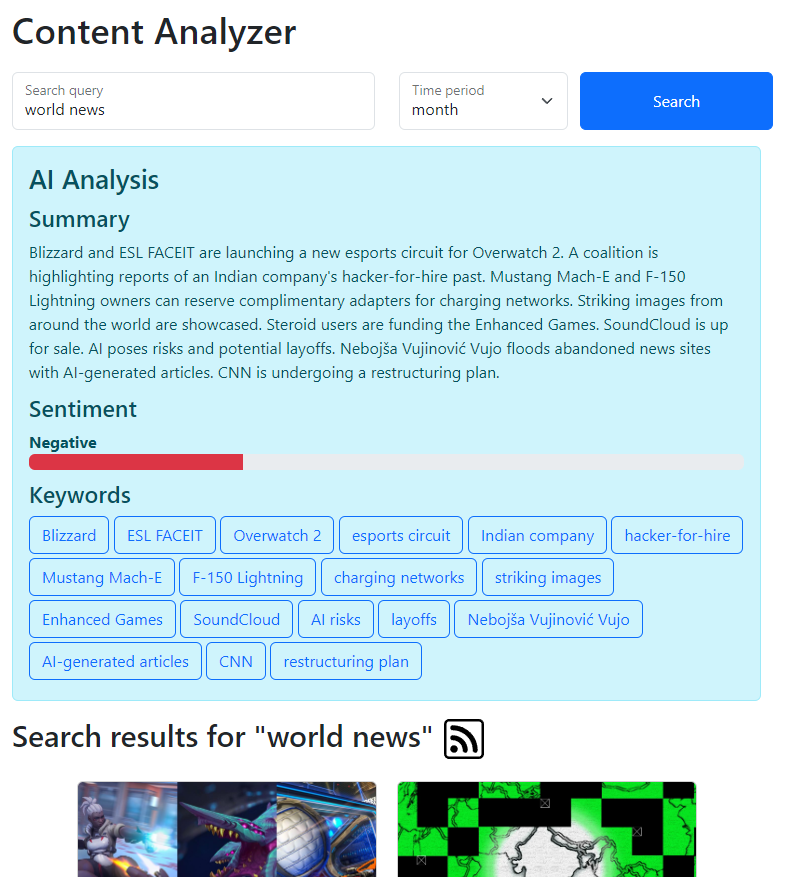 Content Analyzer
Search query
world news
Time period
month
Search
AI Analysis
Summary
Blizzard and ESL FACEIT are launching a new esports circuit for Overwatch 2. A coalition is
highlighting reports of an Indian company's hacker-for-hire past. Mustang Mach-E and F-150
Lightning owners can reserve complimentary adapters for charging networks. Striking images from
around the world are showcased. Steroid users are funding the Enhanced Games. SoundCloud is up
for sale. AI poses risks and potential layoffs. Nebojša Vujinović Vujo floods abandoned news sites
with AI-generated articles. CNN is undergoing a restructuring plan.
Sentiment
Negative
Keywords
Blizzard ESL FACEIT Overwatch 2 esports circuit Indian company hacker-for-hire
Mustang Mach-E F-150 Lightning charging networks striking images
Enhanced Games SoundCloud AI risks layoffs Nebojša Vujinović Vujo
AI-generated articles CNN restructuring plan
Search results for "world news"